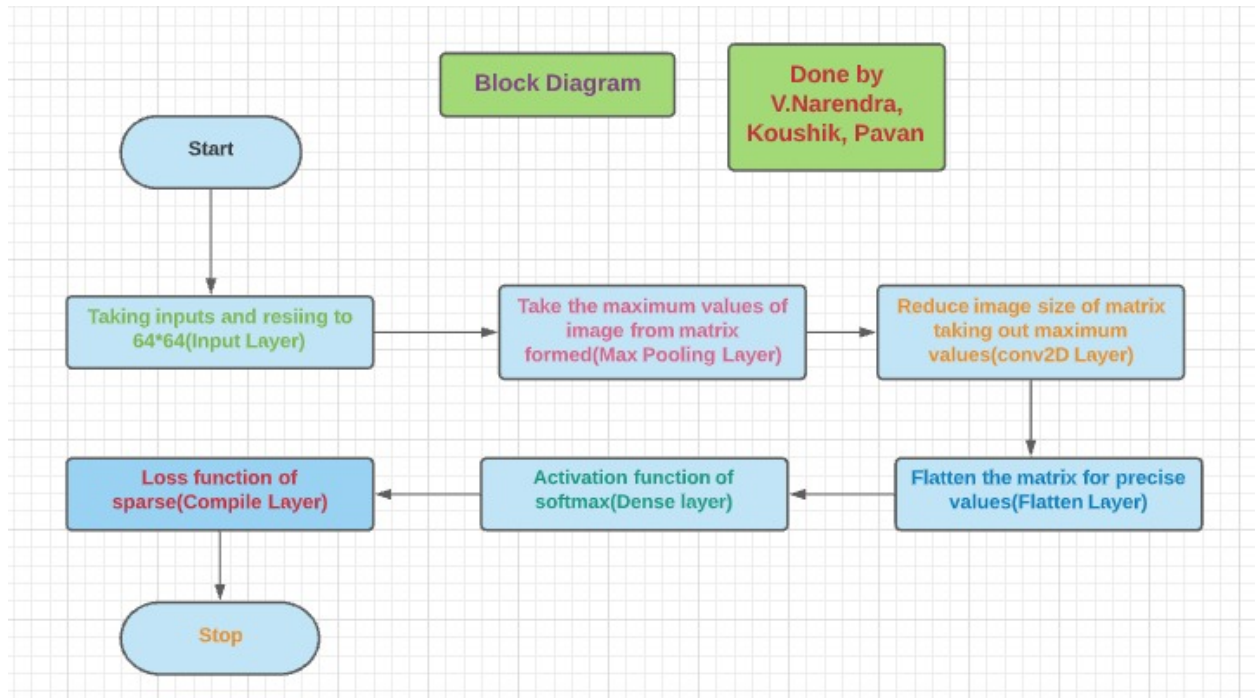 Block Diagram
Done by
V.Narendra,
Koushik, Pavan
Start
Taking inputs and resiing to
64*64(Input Layer)
Take the maximum values of
image from matrix
formed(Max Pooling Layer)
Reduce image size of matrix
taking out maximum
values(conv2D Layer)
Flatten the matrix for precise
values(Flatten Layer)
Activation function of
softmax(Dense layer)
Loss function of
sparse(Compile Layer)
Stop